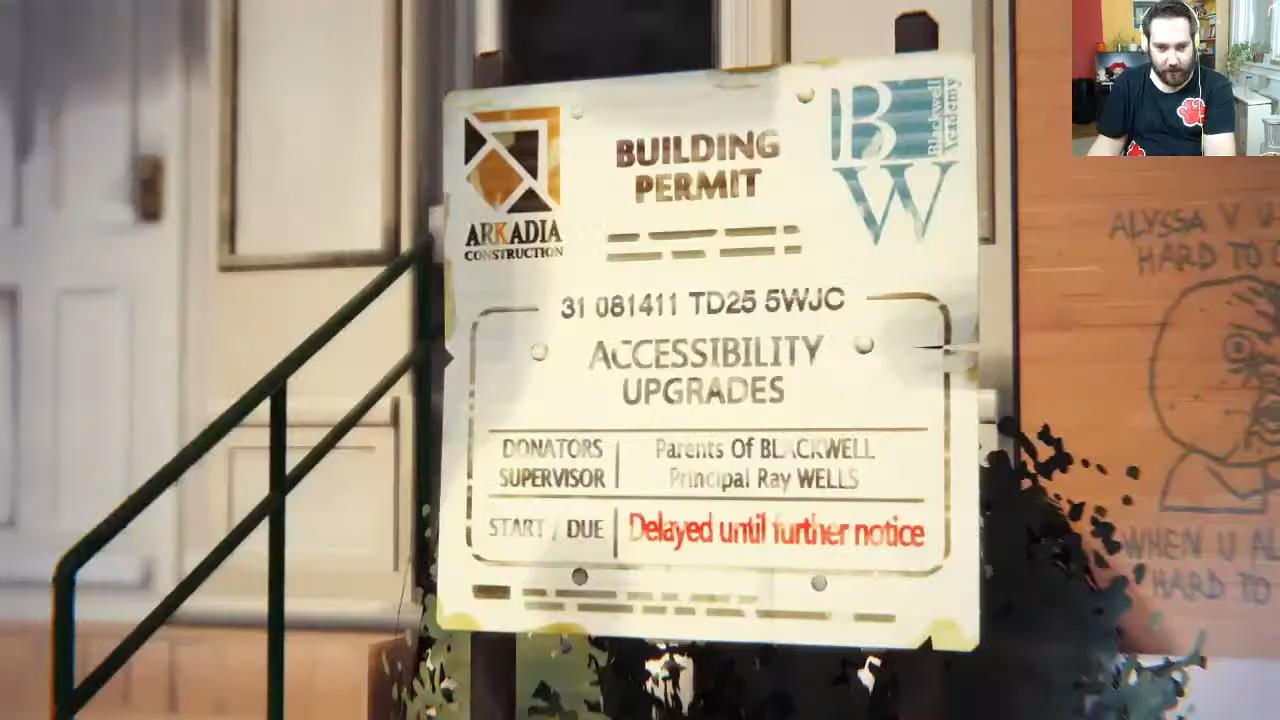 BUILDING
PERMIT
ARKADIA
CONSTRUCTION
BW
Blackwell
Academy
31 081411 TD25 5WJC
ACCESSIBILITY
UPGRADES
DONATORS Parents Of BLACKWELL
SUPERVISOR Principal Ray WELLS
START / DUE Delayed until further notice
ALYSSA V U
HARD TO
WHEN U AL
HARD TO